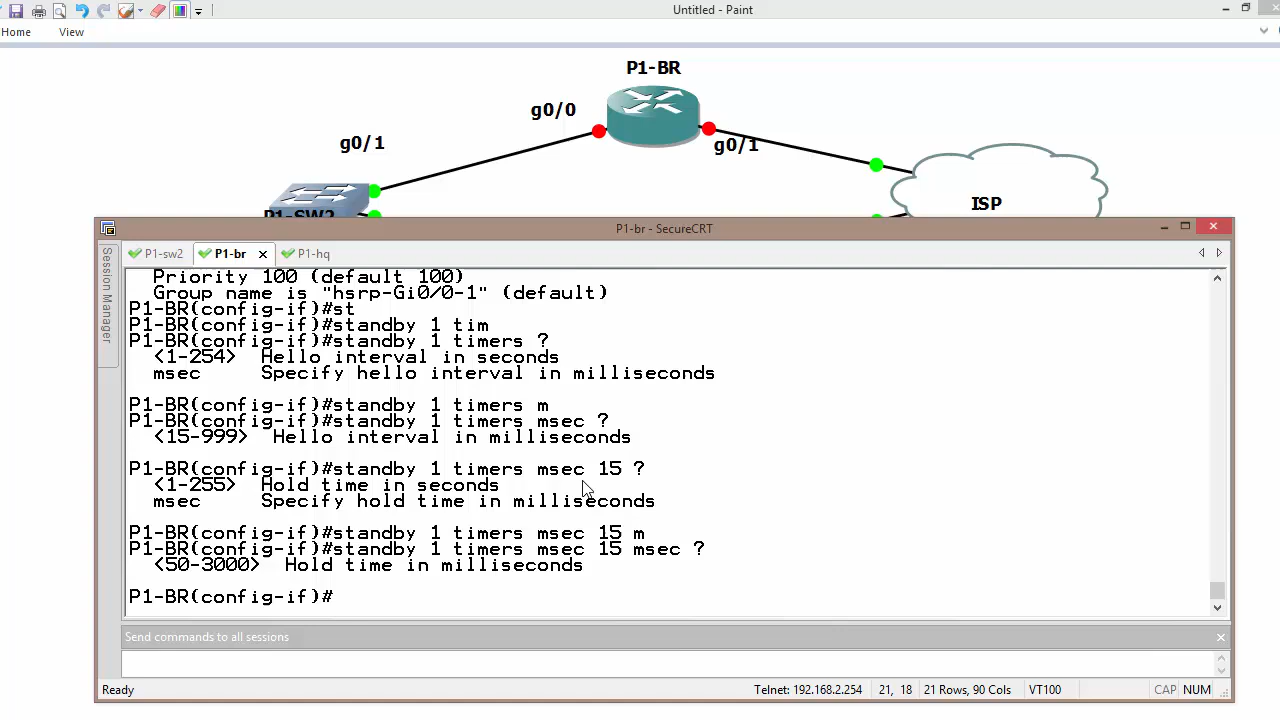 Untitled - Paint
Home View
P1-BR
g0/0
g0/1
g0/1
P1-SW2
ISP
P1-br - SecureCRT
P1-sw2 P1-br P1-hq
Session Manager
Priority 100 (default 100)
Group name is "hsrp-Gi0/0-1" (default)
P1-BR(config-if)#st
P1-BR(config-if)#standby 1 tim
P1-BR(config-if)#standby 1 timers ?
<1-254> Hello interval in seconds
msec Specify hello interval in milliseconds
P1-BR(config-if)#standby 1 timers m
P1-BR(config-if)#standby 1 timers msec ?
<15-999> Hello interval in milliseconds
P1-BR(config-if)#standby 1 timers msec 15 ?
<1-255> Hold time in seconds
msec Specify hold time in milliseconds
P1-BR(config-if)#standby 1 timers msec 15 m
P1-BR(config-if)#standby 1 timers msec 15 msec ?
<50-3000> Hold time in milliseconds
P1-BR(config-if)#
Send commands to all sessions
Ready Telnet: 192.168.2.254 21, 18 21 Rows, 90 Cols VT100 CAP NUM